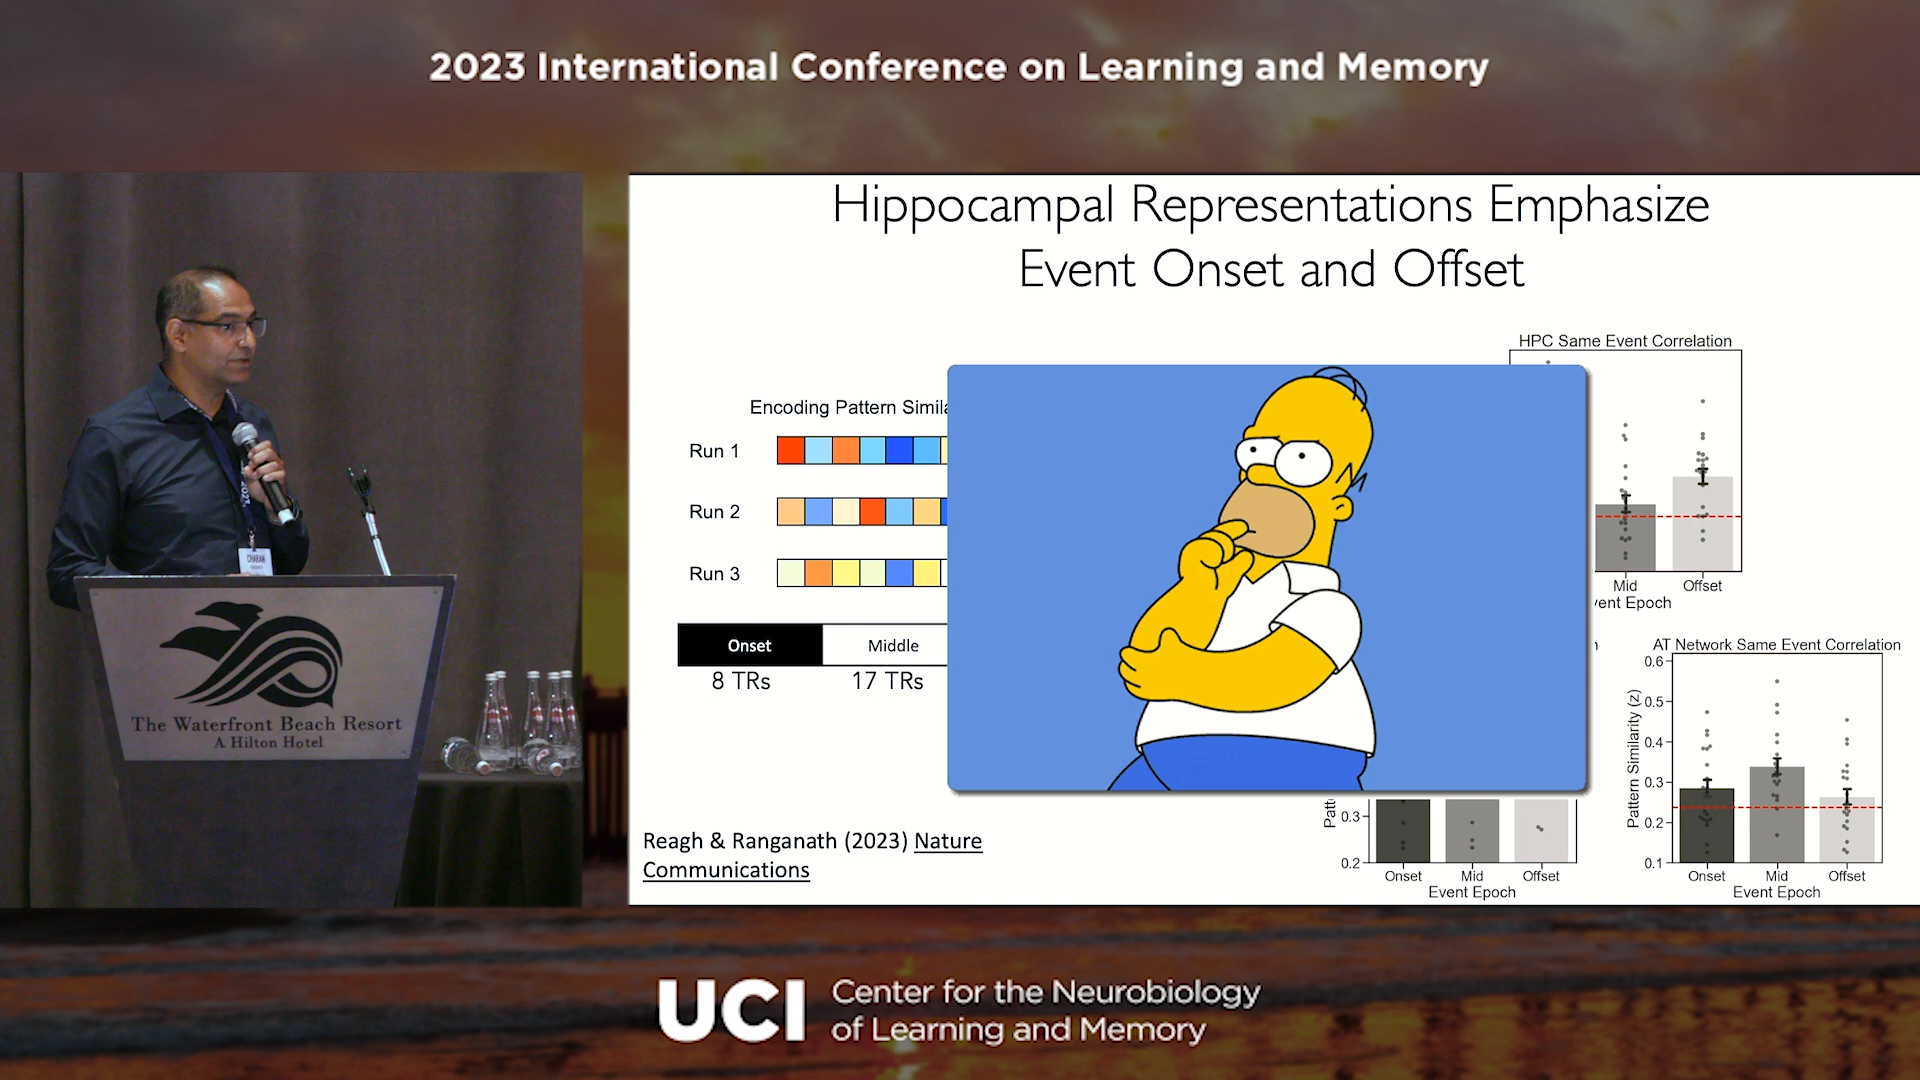 2023 International Conference on Learning and Memory
Hippocampal Representations Emphasize
Event Onset and Offset
HPC Same Event Correlation
Encoding Pattern Simila
Run 1
Run 2
Run 3
Onset
Middle
8 TRs
17 TRs
Mid
Offset
vent Epoch
AT Network Same Event Correlation
Pattern Similarity (z)
0.6
0.5
0.4
0.3
0.2
0.1
Onset
Mid
Offset
Event Epoch
Patt
0.3
0.2
Onset
Mid
Offset
Event Epoch
Reagh & Ranganath (2023) Nature
Communications
CHARAN
The Waterfront Beach Resort
A Hilton Hotel
UCI
Center for the Neurobiology
of Learning and Memory